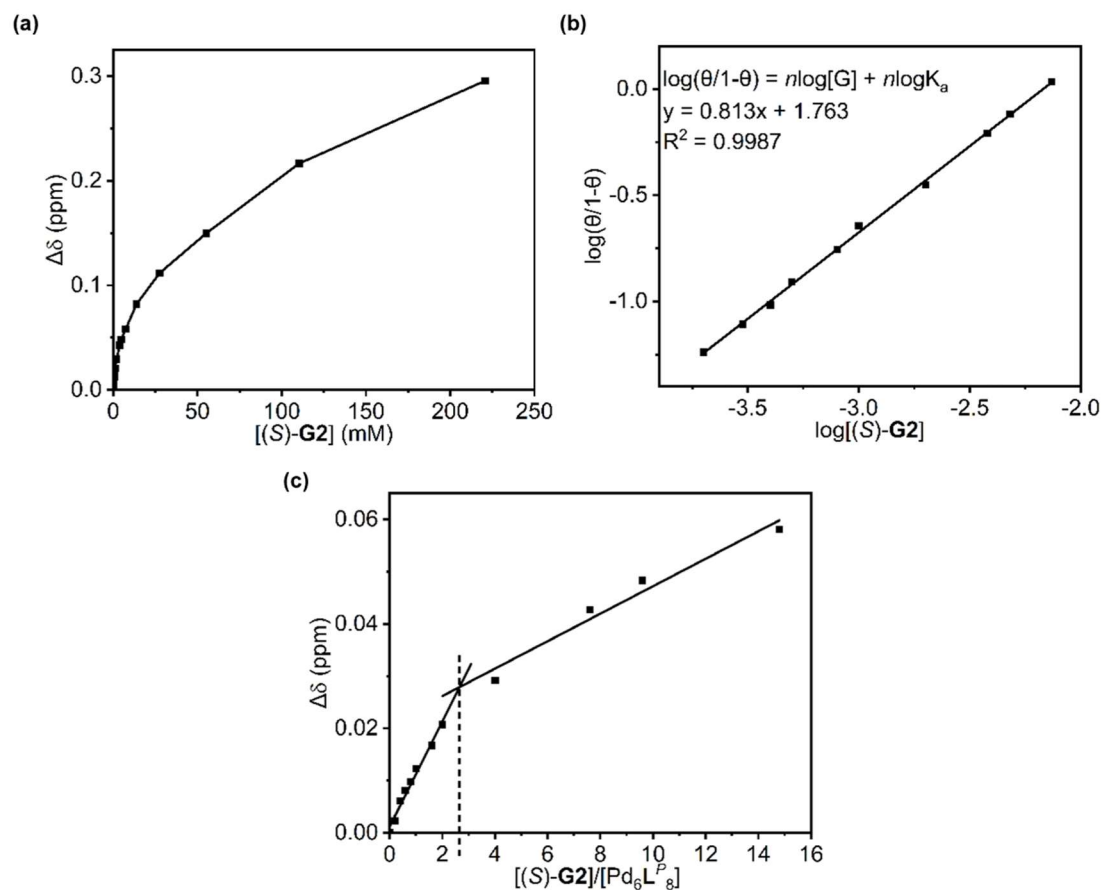 (a)
0.3
0.2
0.1
0.0
Δδ (ppm)
0 50 100 150 200 250
[(S)-G2] (mM)
(b)
log(θ/1-θ) = nlog[G] + nlogKₐ
y = 0.813x + 1.763
R² = 0.9987
0.0
-0.5
-1.0
log(θ/1-θ)
-3.5 -3.0 -2.5 -2.0
log[(S)-G2]
(c)
0.06
0.04
0.02
0.00
Δδ (ppm)
0 2 4 6 8 10 12 14 16
[(S)-G2]/[Pd₆Lᴾ₈]